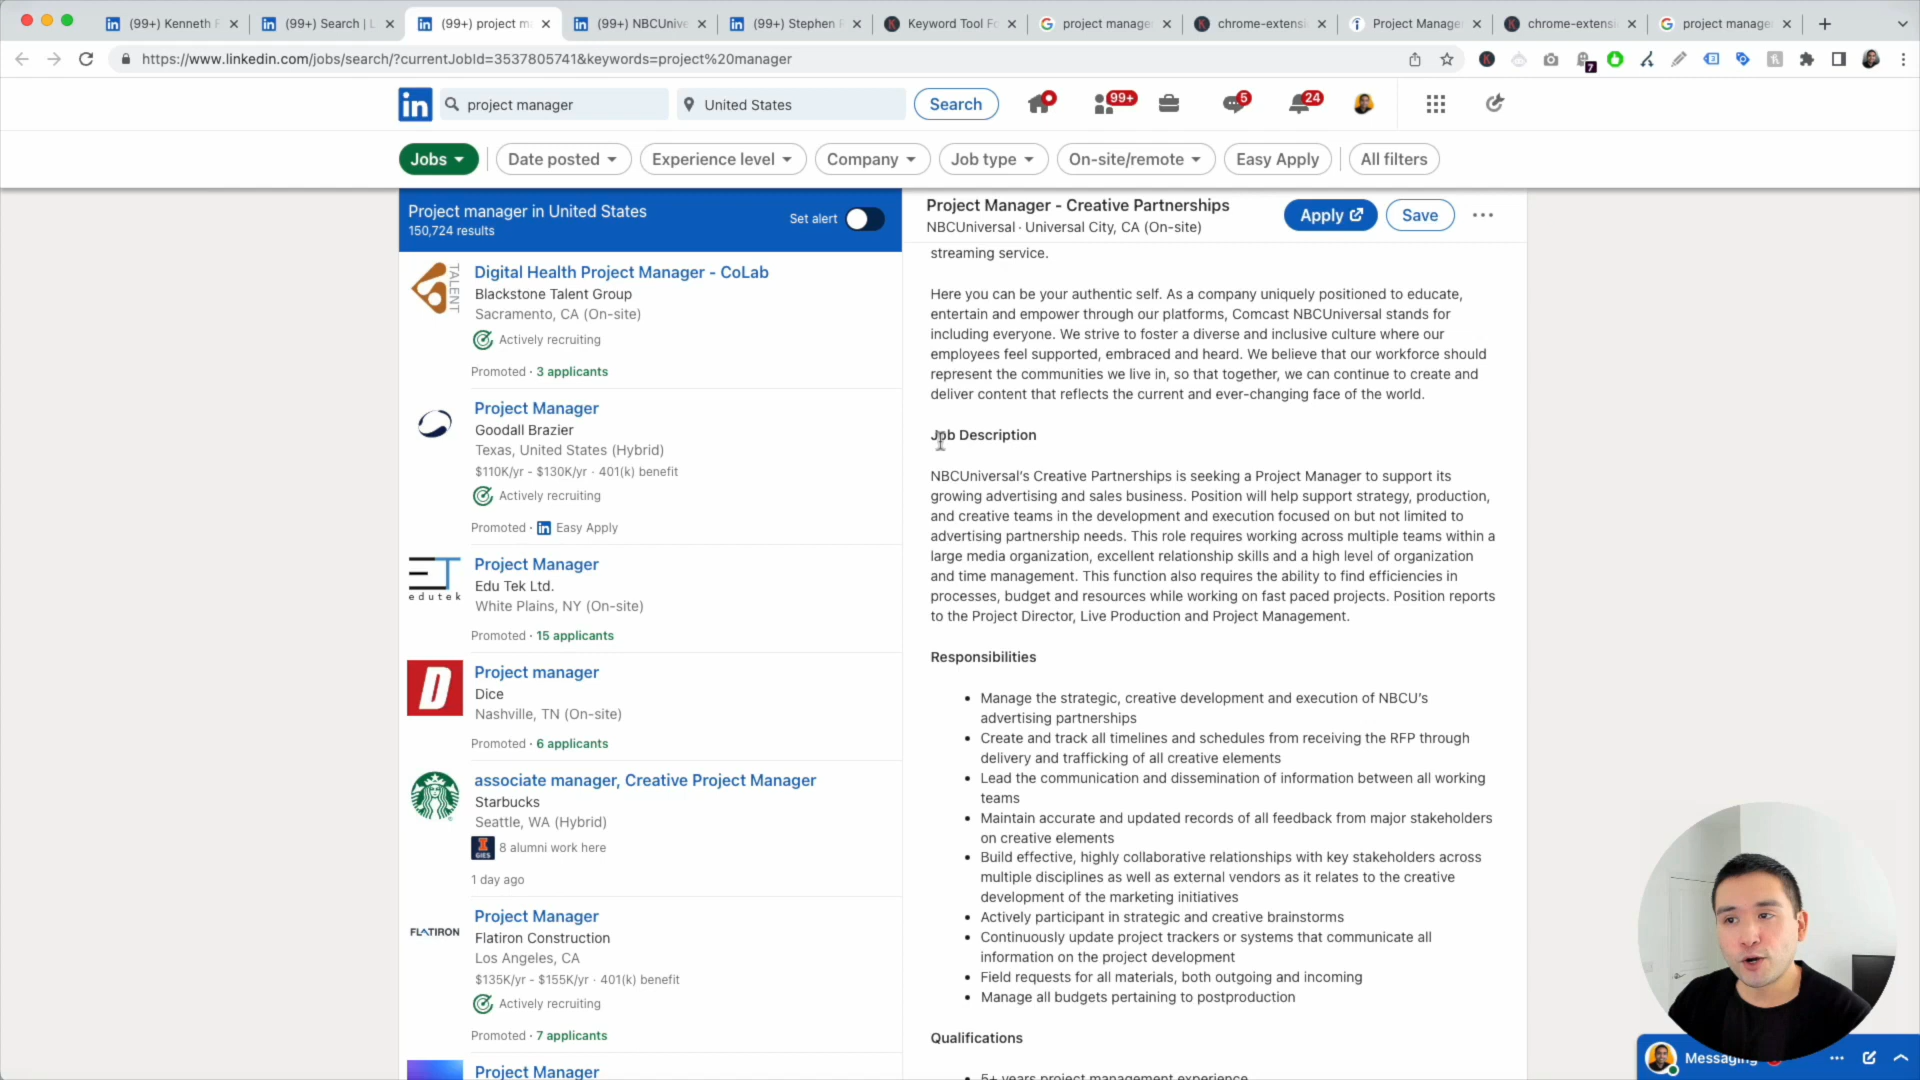 (99+) Kenneth
(99+) Search | L
(99+) project m
(99+) NBCUnive
(99+) Stephen
Keyword Tool Fo
project manage
chrome-extensi
Project Manage
chrome-extensi
project manage
https://www.linkedin.com/jobs/search/?currentJobId=3537805741&keywords=project%20manager
7
in
project manager
United States
Search
99+
5
24
Jobs
Date posted
Experience level
Company
Job type
On-site/remote
Easy Apply
All filters
Project manager in United States
150,724 results
Set alert
TALENT
Digital Health Project Manager - CoLab
Blackstone Talent Group
Sacramento, CA (On-site)
Actively recruiting
Promoted · 3 applicants
Project Manager
Goodall Brazier
Texas, United States (Hybrid)
$110K/yr - $130K/yr · 401(k) benefit
Actively recruiting
Promoted · in Easy Apply
edutek
Project Manager
Edu Tek Ltd.
White Plains, NY (On-site)
Promoted · 15 applicants
D
Project manager
Dice
Nashville, TN (On-site)
Promoted · 6 applicants
associate manager, Creative Project Manager
Starbucks
Seattle, WA (Hybrid)
I
GIES
8 alumni work here
1 day ago
FLATIRON
Project Manager
Flatiron Construction
Los Angeles, CA
$135K/yr - $155K/yr · 401(k) benefit
Actively recruiting
Promoted · 7 applicants
Project Manager
Project Manager - Creative Partnerships
NBCUniversal · Universal City, CA (On-site)
Apply
Save
streaming service.
Here you can be your authentic self. As a company uniquely positioned to educate,
entertain and empower through our platforms, Comcast NBCUniversal stands for
including everyone. We strive to foster a diverse and inclusive culture where our
employees feel supported, embraced and heard. We believe that our workforce should
represent the communities we live in, so that together, we can continue to create and
deliver content that reflects the current and ever-changing face of the world.
Job Description
NBCUniversal's Creative Partnerships is seeking a Project Manager to support its
growing advertising and sales business. Position will help support strategy, production,
and creative teams in the development and execution focused on but not limited to
advertising partnership needs. This role requires working across multiple teams within a
large media organization, excellent relationship skills and a high level of organization
and time management. This function also requires the ability to find efficiencies in
processes, budget and resources while working on fast paced projects. Position reports
to the Project Director, Live Production and Project Management.
Responsibilities
• Manage the strategic, creative development and execution of NBCU's
advertising partnerships
• Create and track all timelines and schedules from receiving the RFP through
delivery and trafficking of all creative elements
• Lead the communication and dissemination of information between all working
teams
• Maintain accurate and updated records of all feedback from major stakeholders
on creative elements
• Build effective, highly collaborative relationships with key stakeholders across
multiple disciplines as well as external vendors as it relates to the creative
development of the marketing initiatives
• Actively participant in strategic and creative brainstorms
• Continuously update project trackers or systems that communicate all
information on the project development
• Field requests for all materials, both outgoing and incoming
• Manage all budgets pertaining to postproduction
Qualifications
• 5+ years project management experience
Messaging